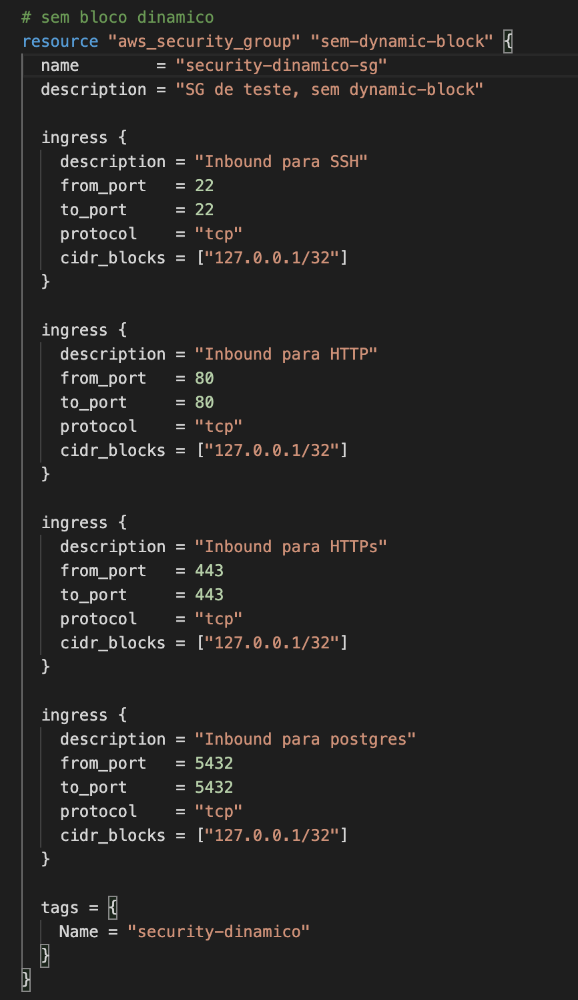 # sem bloco dinamico
resource "aws_security_group" "sem-dynamic-block" {
  name        = "security-dinamico-sg"
  description = "SG de teste, sem dynamic-block"

  ingress {
    description = "Inbound para SSH"
    from_port   = 22
    to_port     = 22
    protocol    = "tcp"
    cidr_blocks = ["127.0.0.1/32"]
  }

  ingress {
    description = "Inbound para HTTP"
    from_port   = 80
    to_port     = 80
    protocol    = "tcp"
    cidr_blocks = ["127.0.0.1/32"]
  }

  ingress {
    description = "Inbound para HTTPs"
    from_port   = 443
    to_port     = 443
    protocol    = "tcp"
    cidr_blocks = ["127.0.0.1/32"]
  }

  ingress {
    description = "Inbound para postgres"
    from_port   = 5432
    to_port     = 5432
    protocol    = "tcp"
    cidr_blocks = ["127.0.0.1/32"]
  }

  tags = {
    Name = "security-dinamico"
  }
}